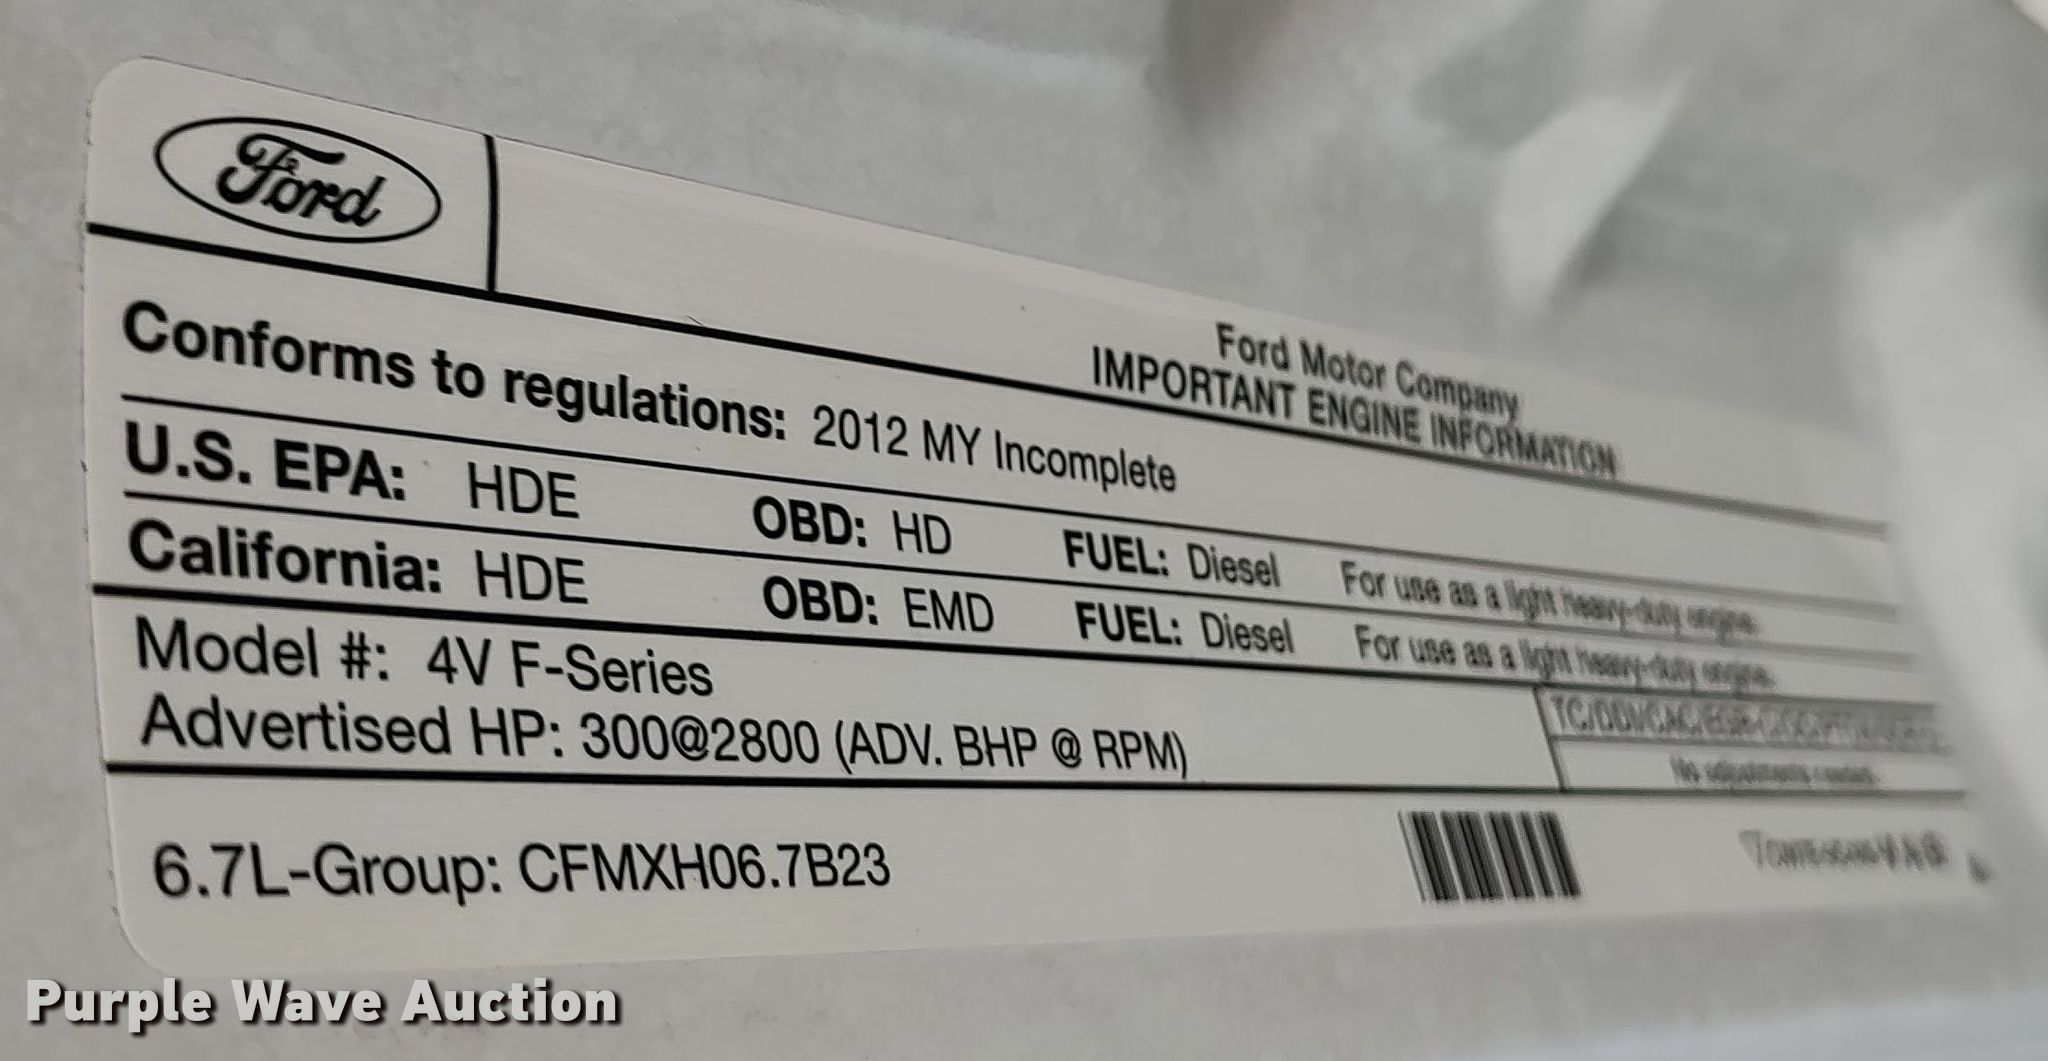 Ford
Ford Motor Company
IMPORTANT ENGINE INFORMATION
Conforms to regulations: 2012 MY Incomplete
U.S. EPA: HDE OBD: HD FUEL: Diesel For use as a light heavy-duty engine.
California: HDE OBD: EMD FUEL: Diesel For use as a light heavy-duty engine.
Model #: 4V F-Series
Advertised HP: 300@2800 (ADV. BHP @ RPM)
No adjustments needed.
6.7L-Group: CFMXH06.7B23
Purple Wave Auction